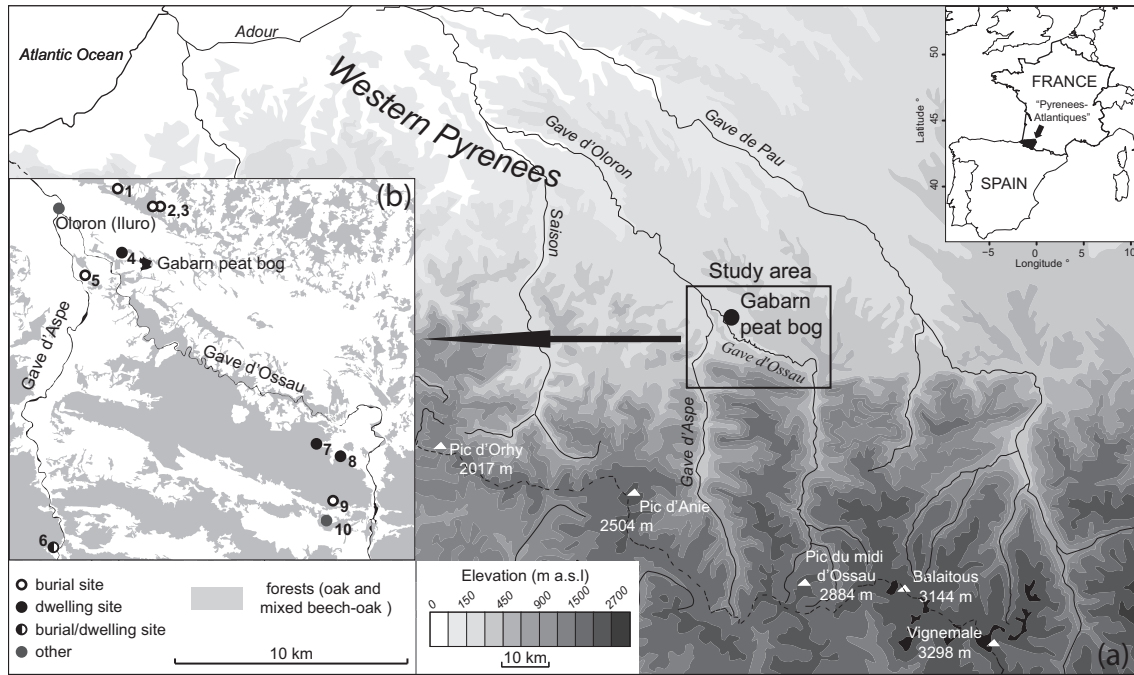 Atlantic Ocean
Adour
Western Pyrenees
Gave d'Oloron
Gave de Pau
Saison
Study area
Gabarn
peat bog
Gave d'Ossau
Gave d'Aspe
Pic d'Orhy
2017 m
Pic d'Anie
2504 m
Pic du midi
d'Ossau
2884 m
Balaitous
3144 m
Vignemale
3298 m
(a)
50
45
40
Latitude °
FRANCE
"Pyrenees-
Atlantiques"
SPAIN
−5
0
5
10
Longitude °
(b)
1
2,3
Oloron (Iluro)
4
Gabarn peat bog
5
Gave d'Aspe
Gave d'Ossau
7
8
9
10
6
burial site
dwelling site
burial/dwelling site
other
forests (oak and
mixed beech-oak )
10 km
Elevation (m a.s.l)
0
150
450
900
1500
2700
10 km